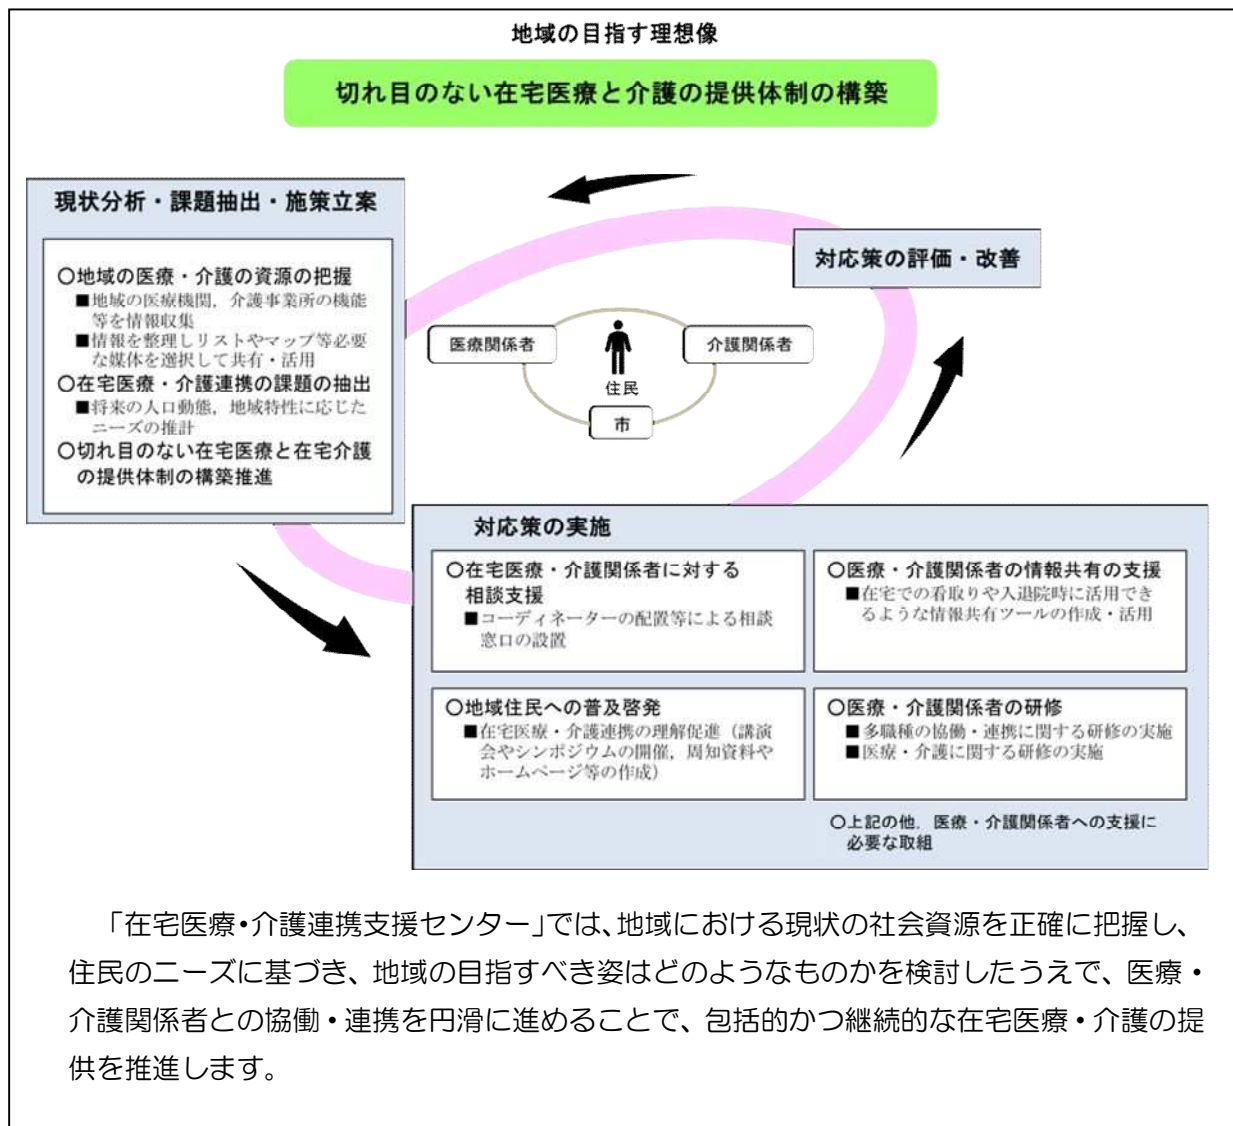 地域の目指す理想像
切れ目のない在宅医療と介護の提供体制の構築
現状分析・課題抽出・施策立案
〇地域の医療・介護の資源の把握
■地域の医療機関，介護事業所の機能
等を情報収集
■情報を整理しリストやマップ等必要
な媒体を選択して共有・活用
〇在宅医療・介護連携の課題の抽出
■将来の人口動態，地域特性に応じた
ニーズの推計
〇切れ目のない在宅医療と在宅介護
の提供体制の構築推進
対応策の評価・改善
医療関係者
介護関係者
住民
市
対応策の実施
〇在宅医療・介護関係者に対する
相談支援
■コーディネーターの配置等による相談
窓口の設置
〇医療・介護関係者の情報共有の支援
■在宅での看取りや入退院時に活用でき
るような情報共有ツールの作成・活用
〇地域住民への普及啓発
■在宅医療・介護連携の理解促進（講演
会やシンポジウムの開催，周知資料や
ホームページ等の作成）
〇医療・介護関係者の研修
■多職種の協働・連携に関する研修の実施
■医療・介護に関する研修の実施
〇上記の他，医療・介護関係者への支援に
必要な取組
「在宅医療・介護連携支援センター」では、地域における現状の社会資源を正確に把握し、
住民のニーズに基づき、地域の目指すべき姿はどのようなものかを検討したうえで、医療・
介護関係者との協働・連携を円滑に進めることで、包括的かつ継続的な在宅医療・介護の提
供を推進します。